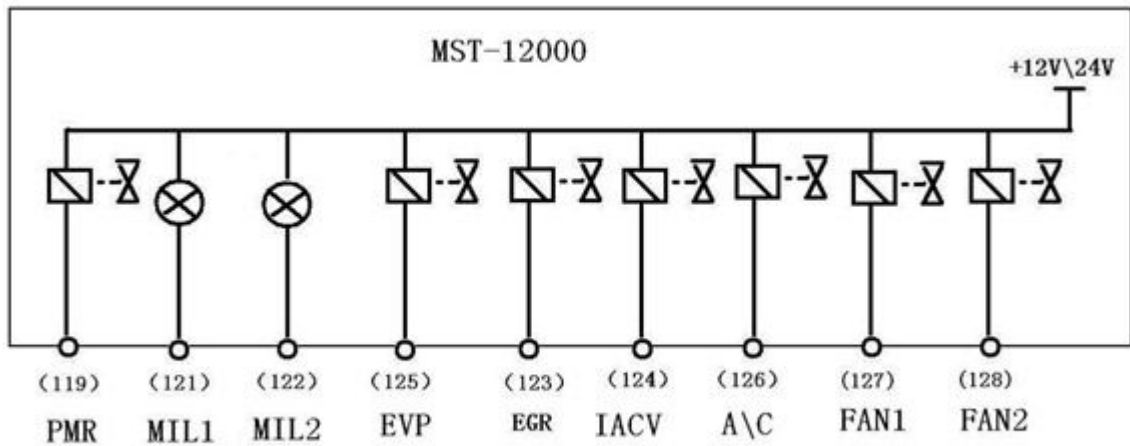 MST-12000
+12V\24V
(119) (121) (122) (125) (123) (124) (126) (127) (128)
PMR MIL1 MIL2 EVP EGR IACV A\C FAN1 FAN2